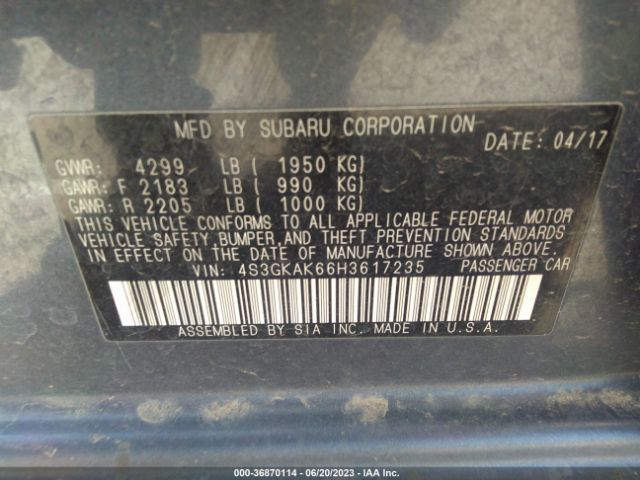 MFD BY SUBARU CORPORATION
DATE: 04/17
GVWR: 4299 LB ( 1950 KG)
GAWR: F 2183 LB ( 990 KG)
GAWR: R 2205 LB ( 1000 KG)
THIS VEHICLE CONFORMS TO ALL APPLICABLE FEDERAL MOTOR
VEHICLE SAFETY, BUMPER, AND THEFT PREVENTION STANDARDS
IN EFFECT ON THE DATE OF MANUFACTURE SHOWN ABOVE.
VIN: 4S3GKAK66H3617235 PASSENGER CAR
ASSEMBLED BY SIA INC. MADE IN U.S.A.
000-36870114 - 06/20/2023 - IAA Inc.